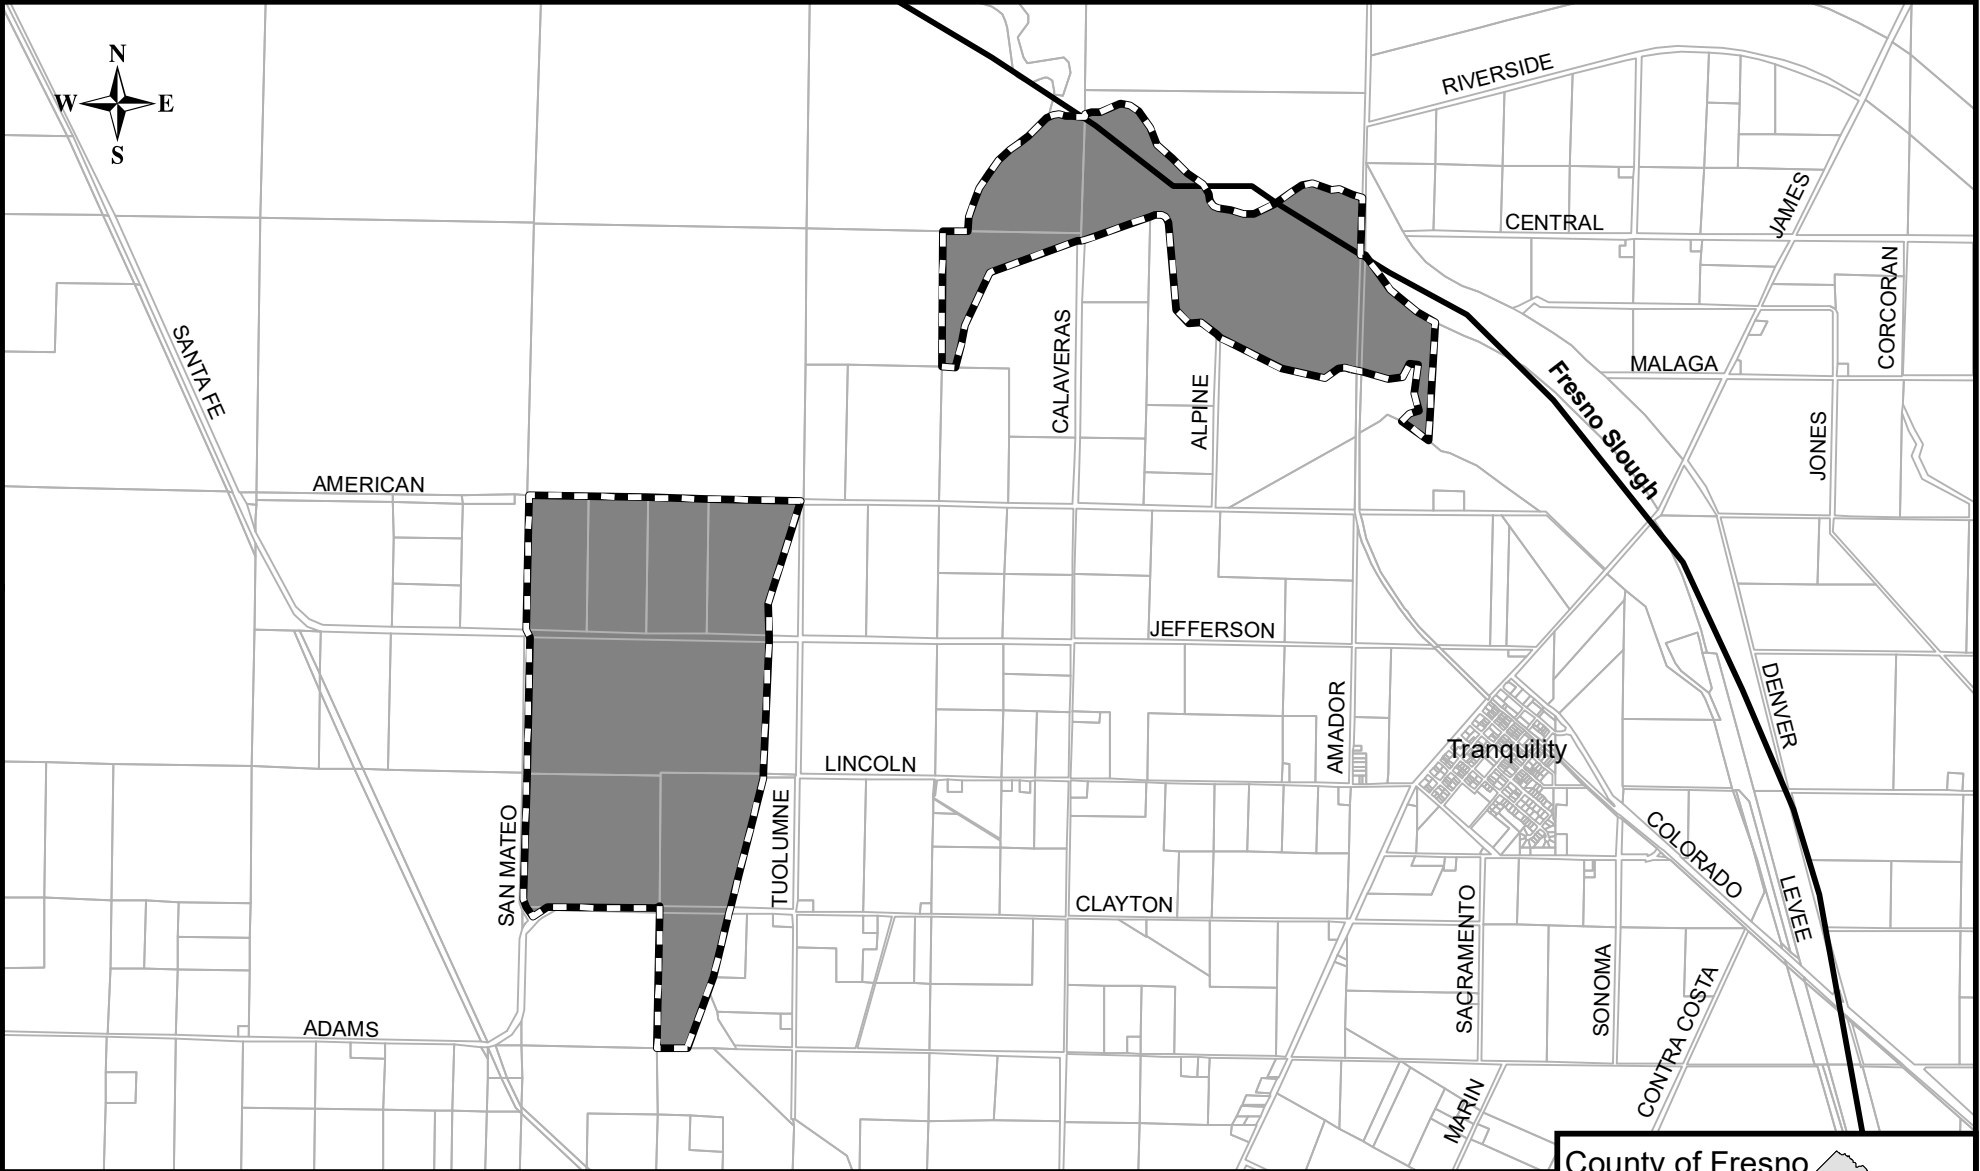 N
W E
S
RIVERSIDE
JAMES
CENTRAL
CORCORAN
SANTA FE
CALAVERAS
ALPINE
MALAGA
Fresno Slough
JONES
AMERICAN
JEFFERSON
AMADOR
DENVER
Tranquility
LINCOLN
SAN MATEO
TUOLUMNE
COLORADO
LEVEE
CLAYTON
SACRAMENTO
SONOMA
CONTRA COSTA
ADAMS
MARIN
County of Fresno